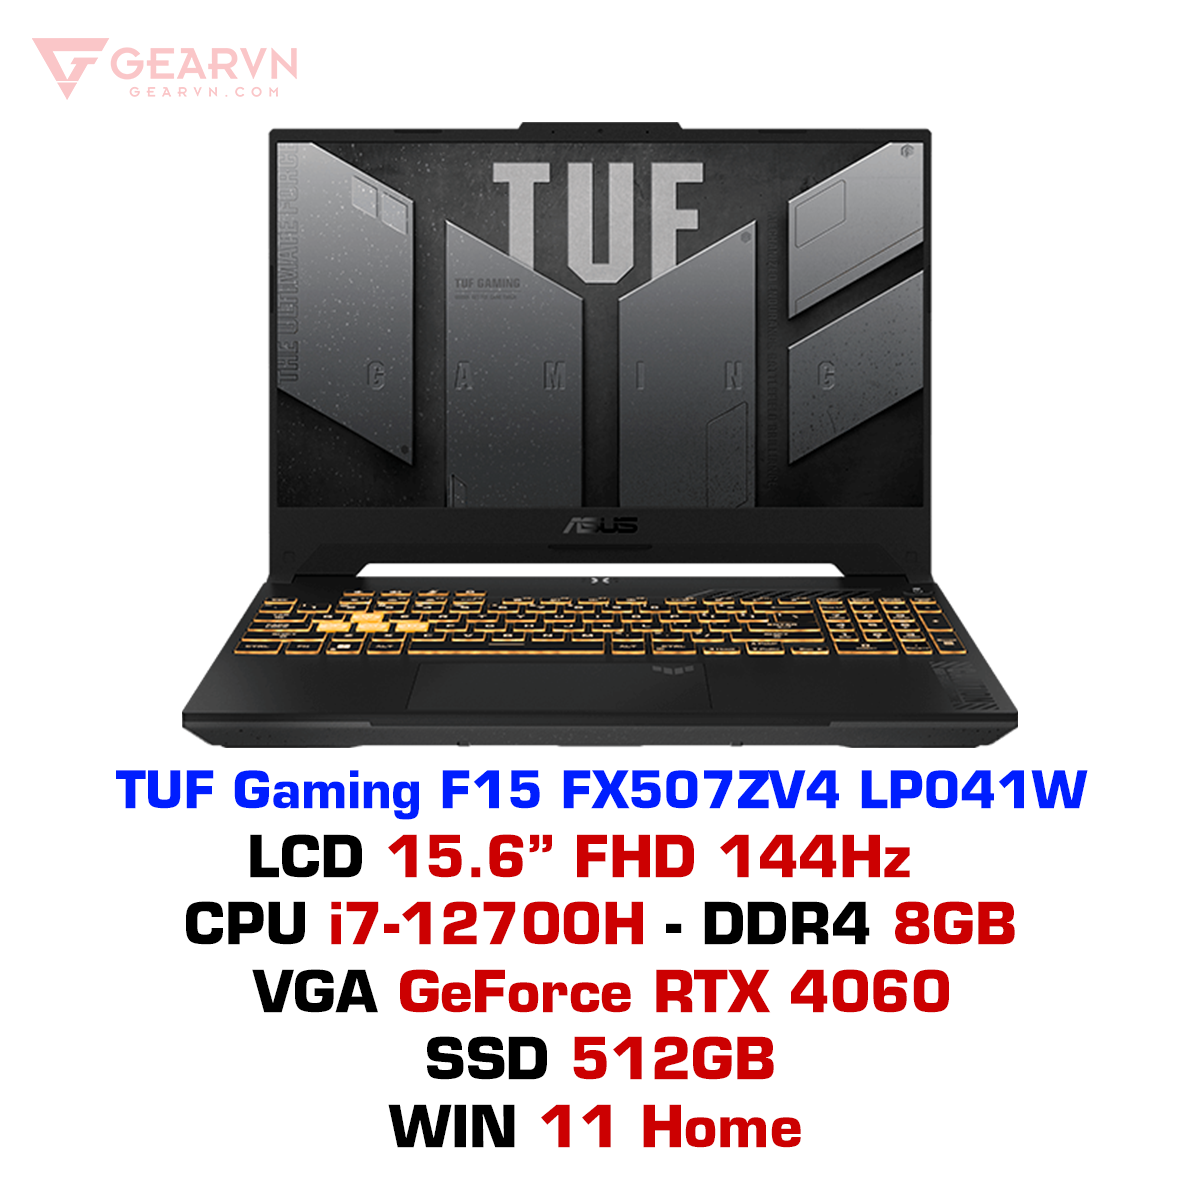 GEARVN
GEARVN.COM
THE ULTIMATE FORCE
TUF
TUF GAMING
G A M I N G
ASUS
TUF Gaming F15 FX507ZV4 LP041W
LCD 15.6” FHD 144Hz
CPU i7-12700H - DDR4 8GB
VGA GeForce RTX 4060
SSD 512GB
WIN 11 Home